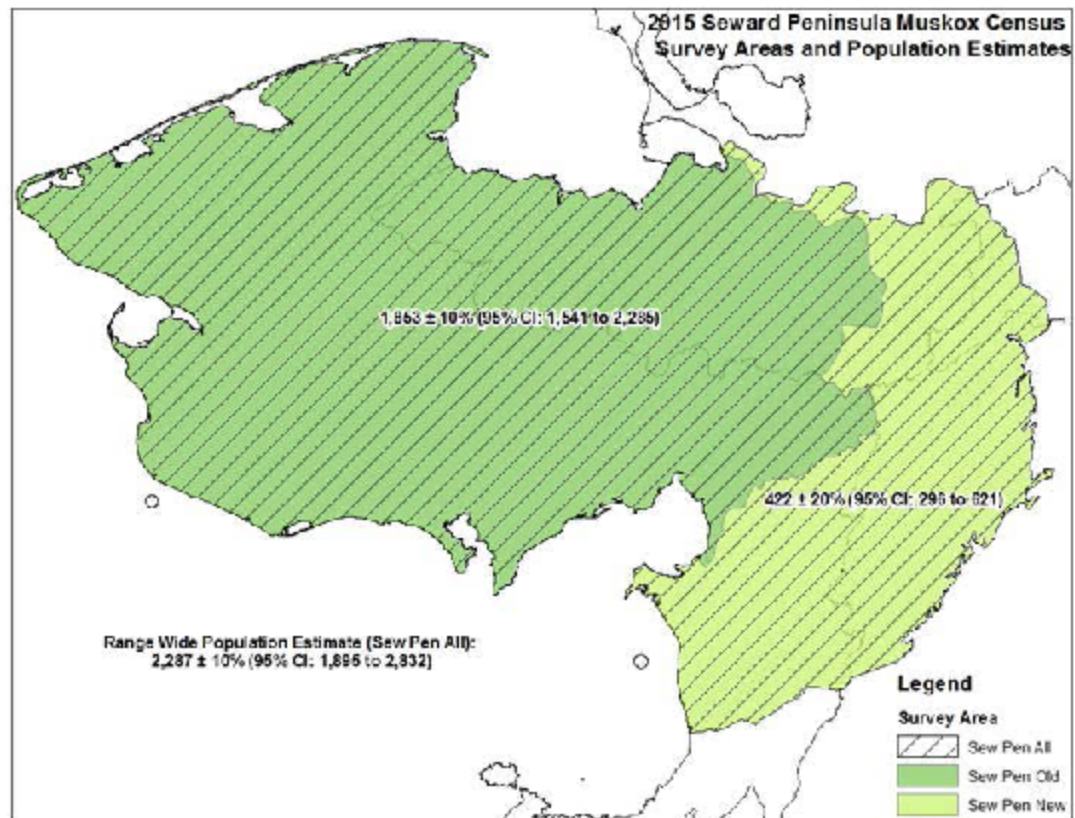 2015 Seward Peninsula Muskox Census
Survey Areas and Population Estimates
1,853 ± 10% (95% CI: 1,541 to 2,285)
422 ± 20% (95% CI: 296 to 621)
Range Wide Population Estimate (Sew Pen All):
2,287 ± 10% (95% CI: 1,895 to 2,832)
Legend
Survey Area
Sew Pen All
Sew Pen Old
Sew Pen New